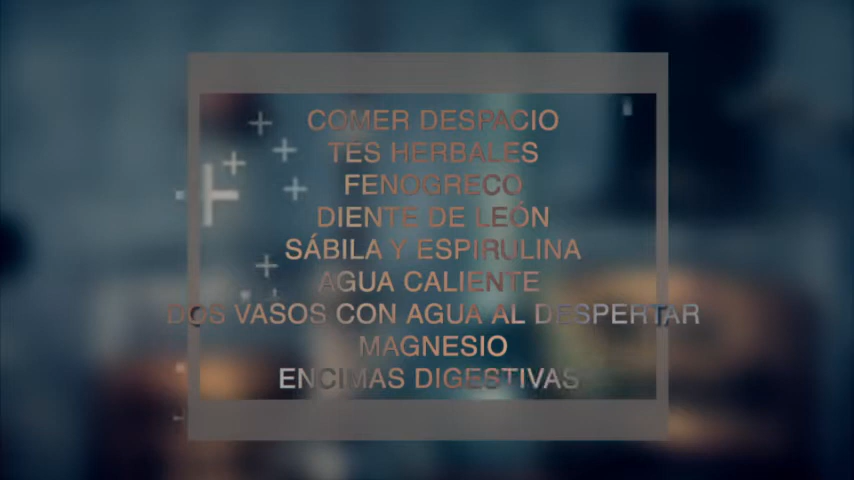 COMER DESPACIO
TÉS HERBALES
FENOGRECO
DIENTE DE LEÓN
SÁBILA Y ESPIRULINA
AGUA CALIENTE
DOS VASOS CON AGUA AL DESPERTAR
MAGNESIO
ENCIMAS DIGESTIVAS